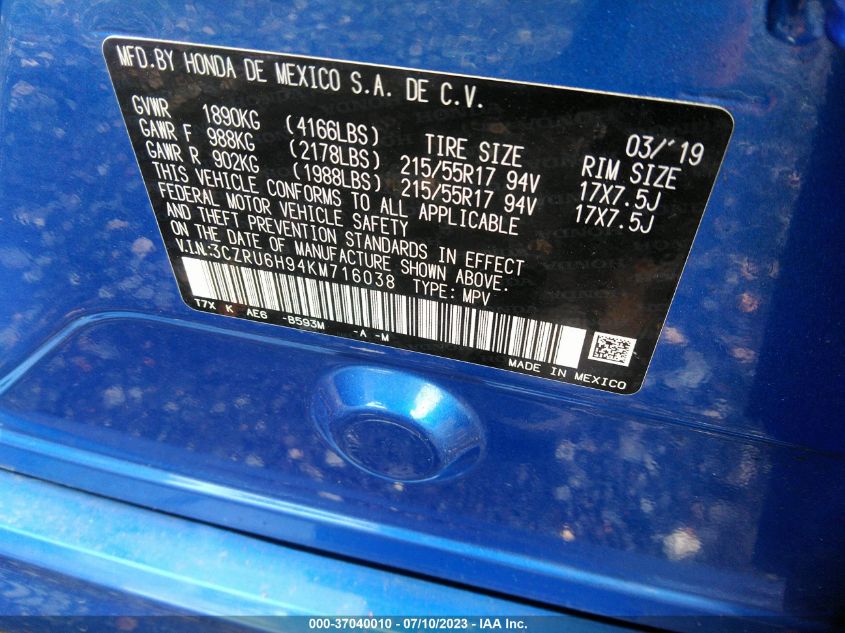 MFD.BY HONDA DE MEXICO S.A. DE C.V.
03/'19
GVWR 1890KG (4166LBS) TIRE SIZE RIM SIZE
GAWR F 988KG (2178LBS) 215/55R17 94V 17X7.5J
GAWR R 902KG (1988LBS) 215/55R17 94V 17X7.5J
THIS VEHICLE CONFORMS TO ALL APPLICABLE
FEDERAL MOTOR VEHICLE SAFETY
AND THEFT PREVENTION STANDARDS IN EFFECT
ON THE DATE OF MANUFACTURE SHOWN ABOVE.
V.I.N:3CZRU6H94KM716038 TYPE: MPV
T7X K AE6 -B593M -A -M
MADE IN MEXICO
000-37040010 - 07/10/2023 - IAA Inc.